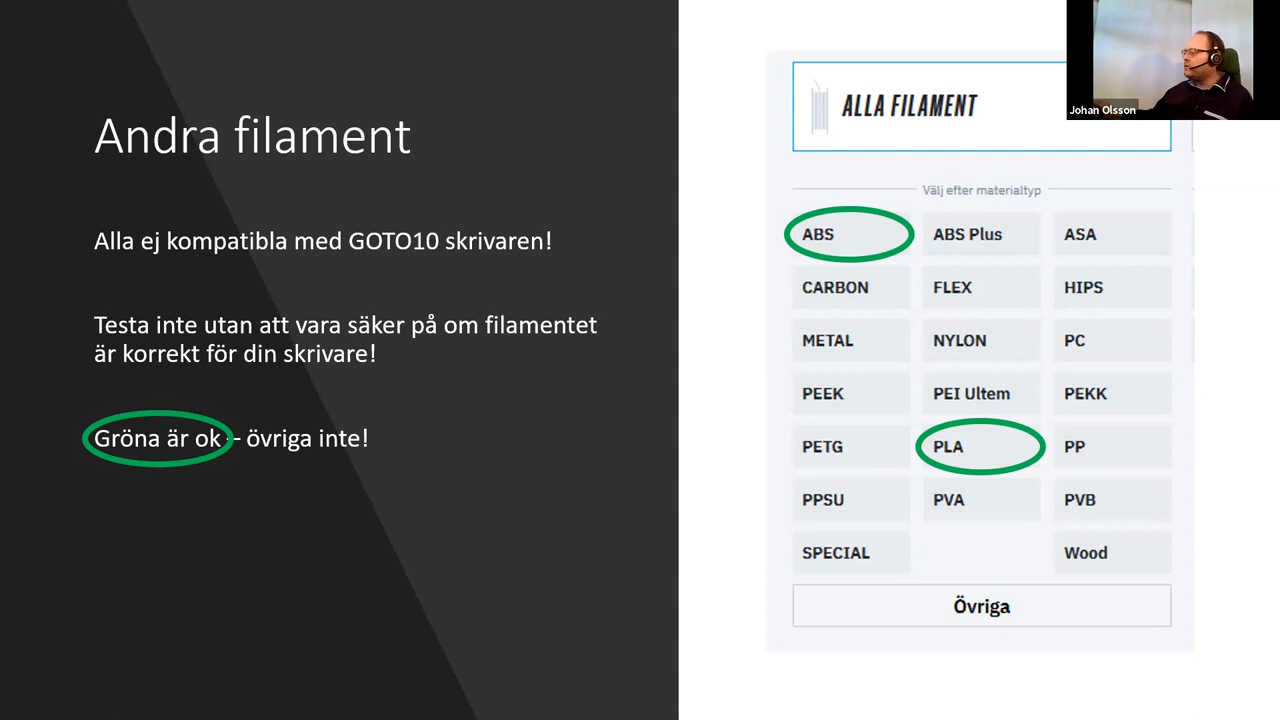 Andra filament
Alla ej kompatibla med GOTO10 skrivaren!
Testa inte utan att vara säker på om filamentet
är korrekt för din skrivare!
Gröna är ok – övriga inte!
ALLA FILAMENT
Välj efter materialtyp
ABS
ABS Plus
ASA
CARBON
FLEX
HIPS
METAL
NYLON
PC
PEEK
PEI Ultem
PEKK
PETG
PLA
PP
PPSU
PVA
PVB
SPECIAL
Wood
Övriga
Johan Olsson